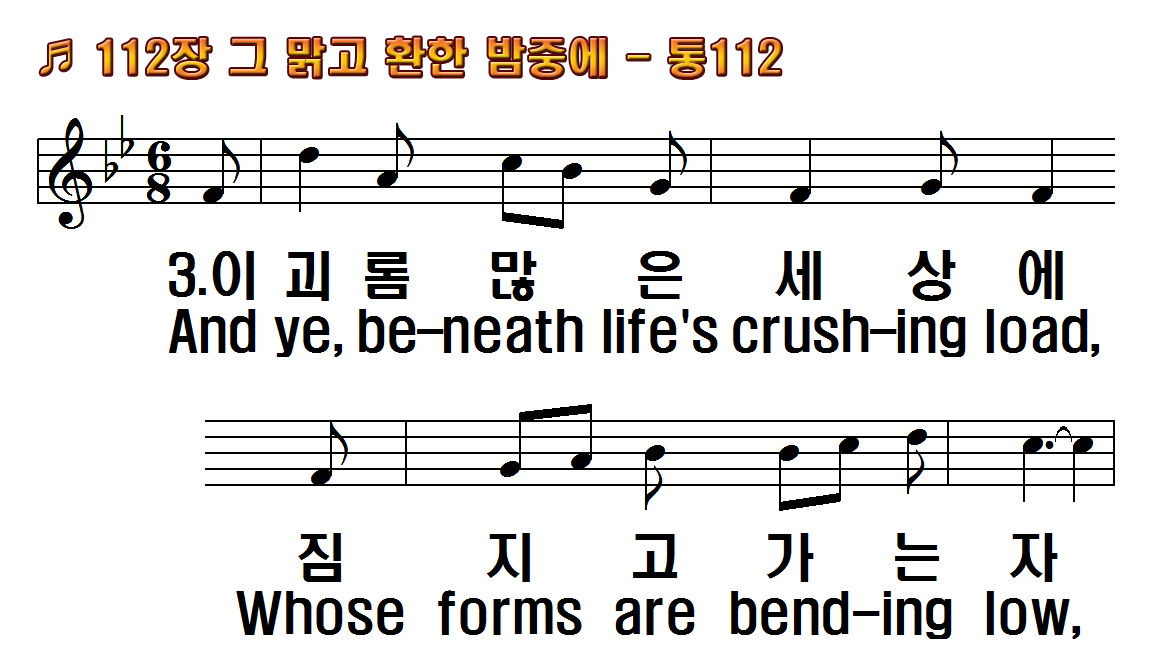 ♬ 112장 그 맑고 환한 밤중에 - 통112
6
8
3.이 괴 롬 많 은 세 상 에
And ye, be-neath life's crush-ing load,
짐 지 고 가 는 자
Whose forms are bend-ing low,